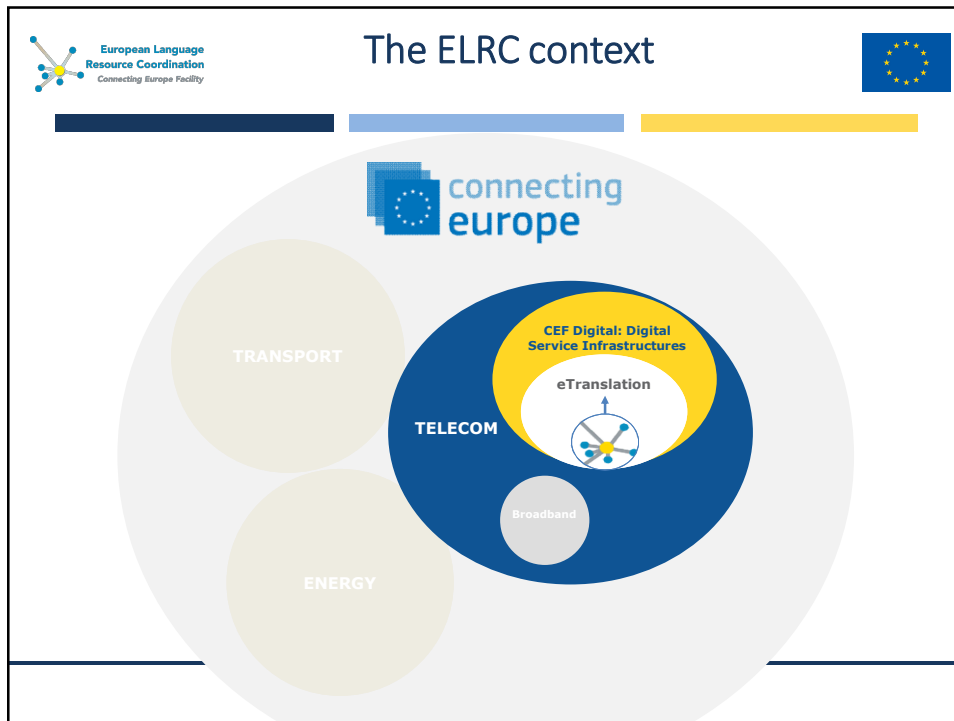 European Language
Resource Coordination
Connecting Europe Facility
The ELRC context
connecting
europe
CEF Digital: Digital
Service Infrastructures
TRANSPORT
eTranslation
TELECOM
Broadband
ENERGY